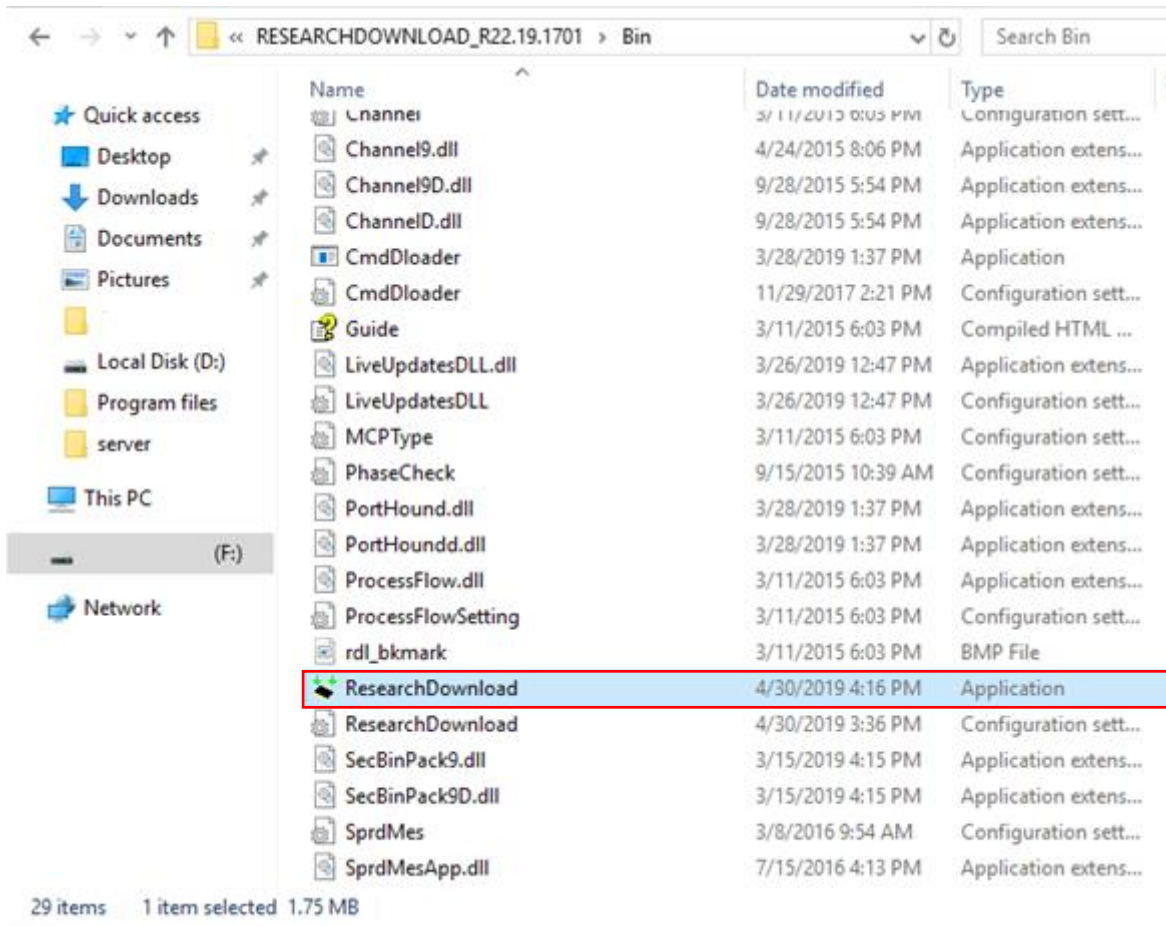 « RESEARCHDOWNLOAD_R22.19.1701 > Bin Search Bin
Name Date modified Type
Quick access
Desktop
Downloads
Documents
Pictures
Local Disk (D:)
Program files
server
This PC
(F:)
Network
Channel 3/11/2015 6:03 PM Configuration sett...
Channel9.dll 4/24/2015 8:06 PM Application extens...
Channel9D.dll 9/28/2015 5:54 PM Application extens...
ChannelD.dll 9/28/2015 5:54 PM Application extens...
CmdDloader 3/28/2019 1:37 PM Application
CmdDloader 11/29/2017 2:21 PM Configuration sett...
Guide 3/11/2015 6:03 PM Compiled HTML ...
LiveUpdatesDLL.dll 3/26/2019 12:47 PM Application extens...
LiveUpdatesDLL 3/26/2019 12:47 PM Configuration sett...
MCPType 3/11/2015 6:03 PM Configuration sett...
PhaseCheck 9/15/2015 10:39 AM Configuration sett...
PortHound.dll 3/28/2019 1:37 PM Application extens...
PortHoundd.dll 3/28/2019 1:37 PM Application extens...
ProcessFlow.dll 3/11/2015 6:03 PM Application extens...
ProcessFlowSetting 3/11/2015 6:03 PM Configuration sett...
rdl_bkmark 3/11/2015 6:03 PM BMP File
ResearchDownload 4/30/2019 4:16 PM Application
ResearchDownload 4/30/2019 3:36 PM Configuration sett...
SecBinPack9.dll 3/15/2019 4:15 PM Application extens...
SecBinPack9D.dll 3/15/2019 4:15 PM Application extens...
SprdMes 3/8/2016 9:54 AM Configuration sett...
SprdMesApp.dll 7/15/2016 4:13 PM Application extens...
29 items 1 item selected 1.75 MB